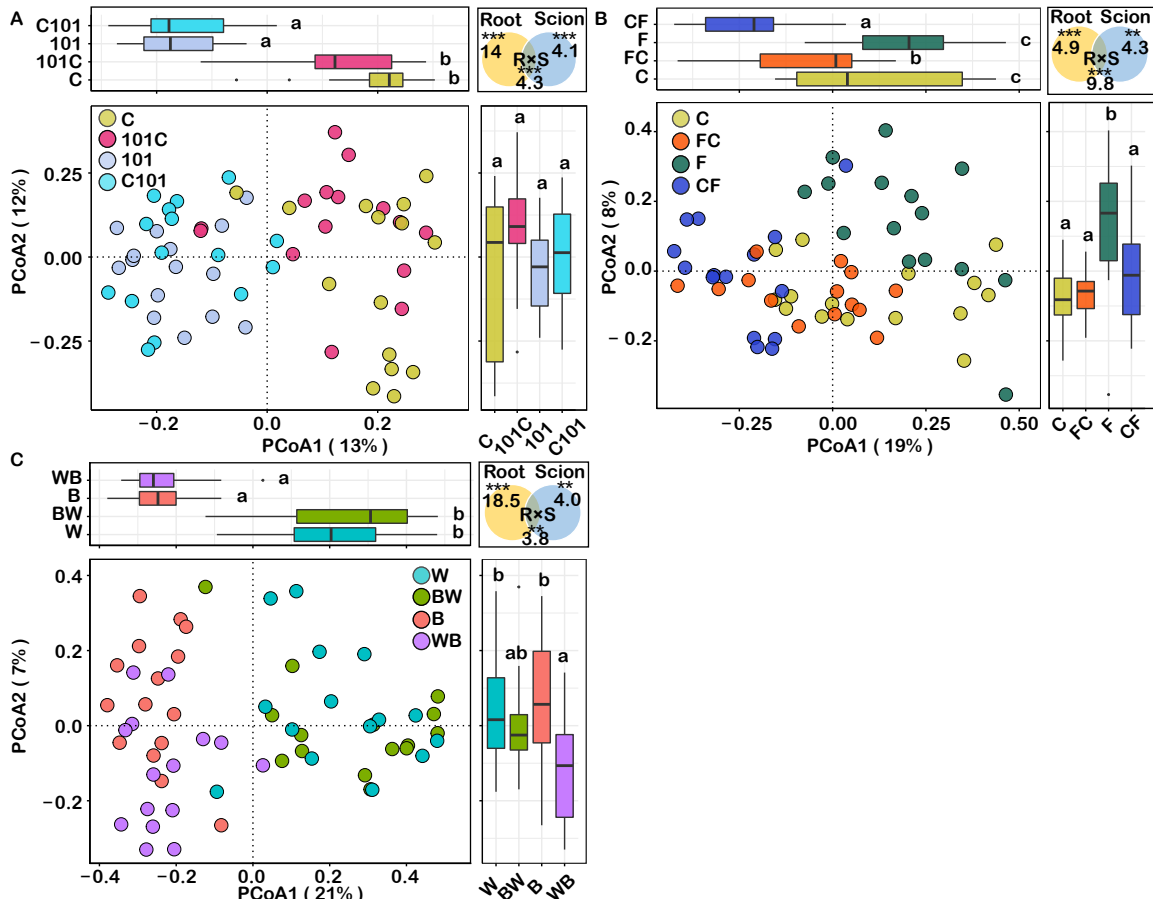 A
C101
101
101C
C
a
a
b
b
Root Scion
*** ***
14 4.1
R×S
***
4.3
C
101C
101
C101
PCoA2 ( 12% )
0.25
0.00
−0.25
−0.2 0.0 0.2
PCoA1 ( 13% )
a a a a
C 101C 101 C101
B
CF
F
FC
C
a
c
b
c
Root Scion
*** **
4.9 4.3
R×S
***
9.8
C
FC
F
CF
PCoA2 ( 8% )
0.4
0.2
0.0
−0.2
−0.25 0.00 0.25 0.50
PCoA1 ( 19% )
a a b a
C FC F CF
C
WB
B
BW
W
a
a
b
b
Root Scion
*** **
18.5 4.0
R×S
**
3.8
W
BW
B
WB
PCoA2 ( 7% )
0.4
0.2
0.0
−0.2
−0.4 −0.2 0.0 0.2 0.4
PCoA1 ( 21% )
b ab b a
W BW B WB